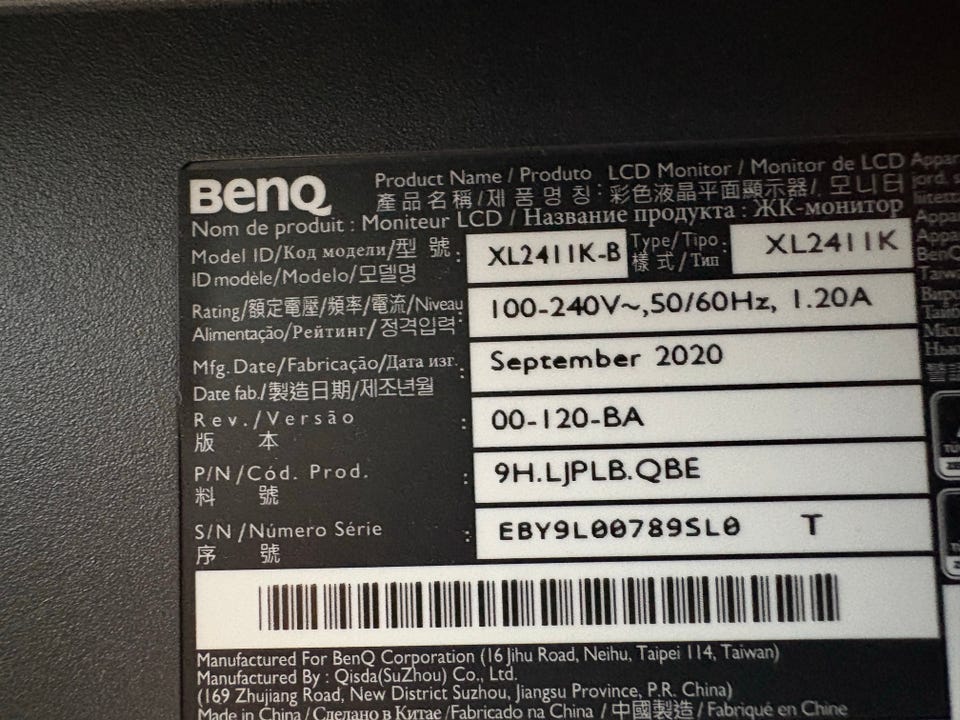 BenQ
Product Name / Produto LCD Monitor / Monitor de LCD
產品名稱/제품명칭: 彩色液晶平面顯示器/. 모니터
Nom de produit : Moniteur LCD / Название продукта : ЖК-монитор
Model ID/Код модели/型 號 : XL2411K-B Type/Tipo : XL2411K
ID modèle/Modelo/모델명 樣式/Тип
Rating/額定電壓/頻率/電流/Niveau : 100-240V~,50/60Hz, 1.20A
Alimentação/Рейтинг/정격입력
Mfg. Date/Fabricação/Дата изг. : September 2020
Date fab./製造日期/제조년월
Rev./Versão : 00-120-BA
版 本
P/N/Cód. Prod. : 9H.LJPLB.QBE
料 號
S/N/Número Série : EBY9L00789SL0 T
序 號
Manufactured For BenQ Corporation (16 Jihu Road, Neihu, Taipei 114, Taiwan)
Manufactured By : Qisda(SuZhou) Co., Ltd.
(169 Zhujiang Road, New District Suzhou, Jiangsu Province, P.R. China)
Made in China / Сделано в Китае / Fabricado na China / 中國製造 / Fabriqué en Chine